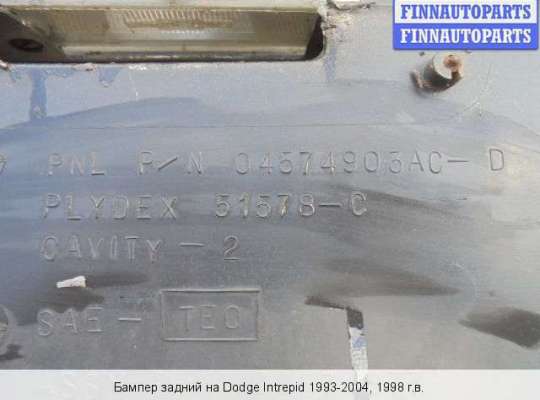 FINNAUTOPARTS
FINNAUTOPARTS
PNL P/N 04574903AC-D
PLYDEX 51578-C
CAVITY - 2
SAE - TEO
Бампер задний на Dodge Intrepid 1993-2004, 1998 г.в.